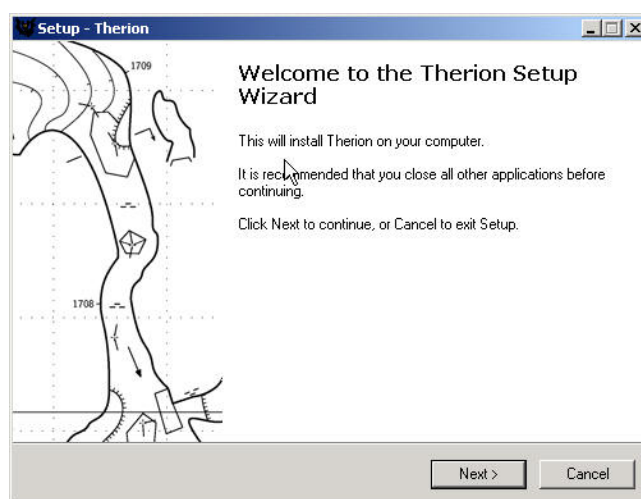 Setup - Therion
1709
Welcome to the Therion Setup
Wizard
This will install Therion on your computer.
It is recommended that you close all other applications before
continuing.
Click Next to continue, or Cancel to exit Setup.
1708
Next >
Cancel